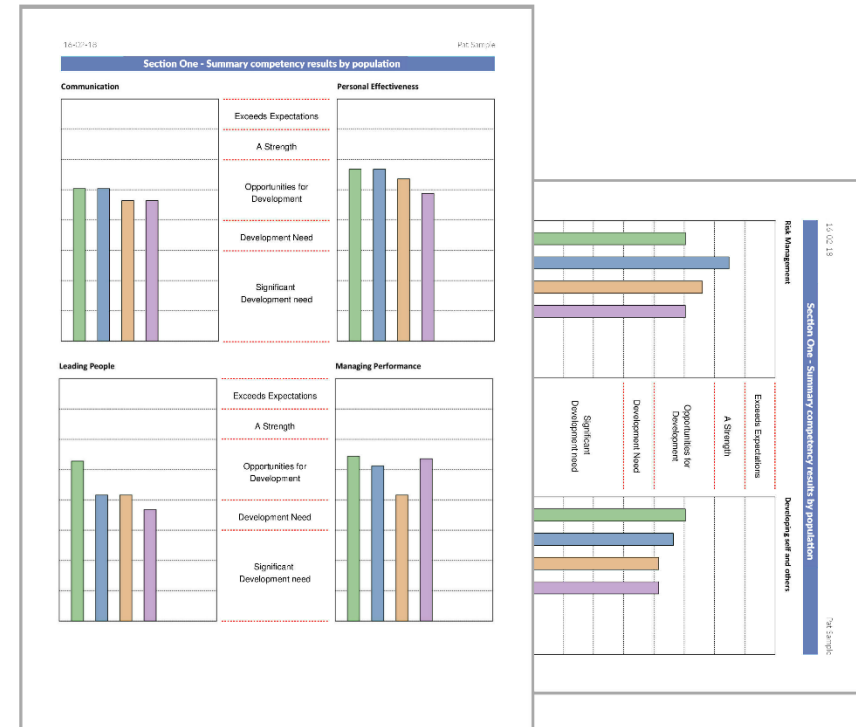 16-02-18
Pat Sample
Section One - Summary competency results by population
Communication
Personal Effectiveness
Exceeds Expectations
A Strength
Opportunities for
Development
Development Need
Significant
Development need
Leading People
Managing Performance
Exceeds Expectations
A Strength
Opportunities for
Development
Development Need
Significant
Development need
16-02-18
Pat Sample
Section One - Summary competency results by population
Risk Management
Developing self and others
Exceeds Expectations
A Strength
Opportunities for
Development
Development Need
Significant
Development need